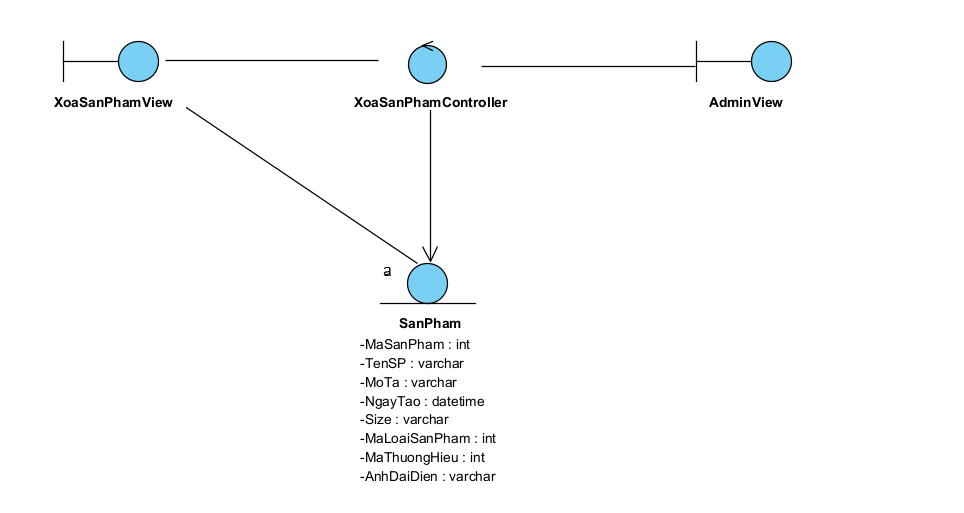 XoaSanPhamView
XoaSanPhamController
AdminView
a
SanPham
-MaSanPham : int
-TenSP : varchar
-MoTa : varchar
-NgayTao : datetime
-Size : varchar
-MaLoaiSanPham : int
-MaThuongHieu : int
-AnhDaiDien : varchar